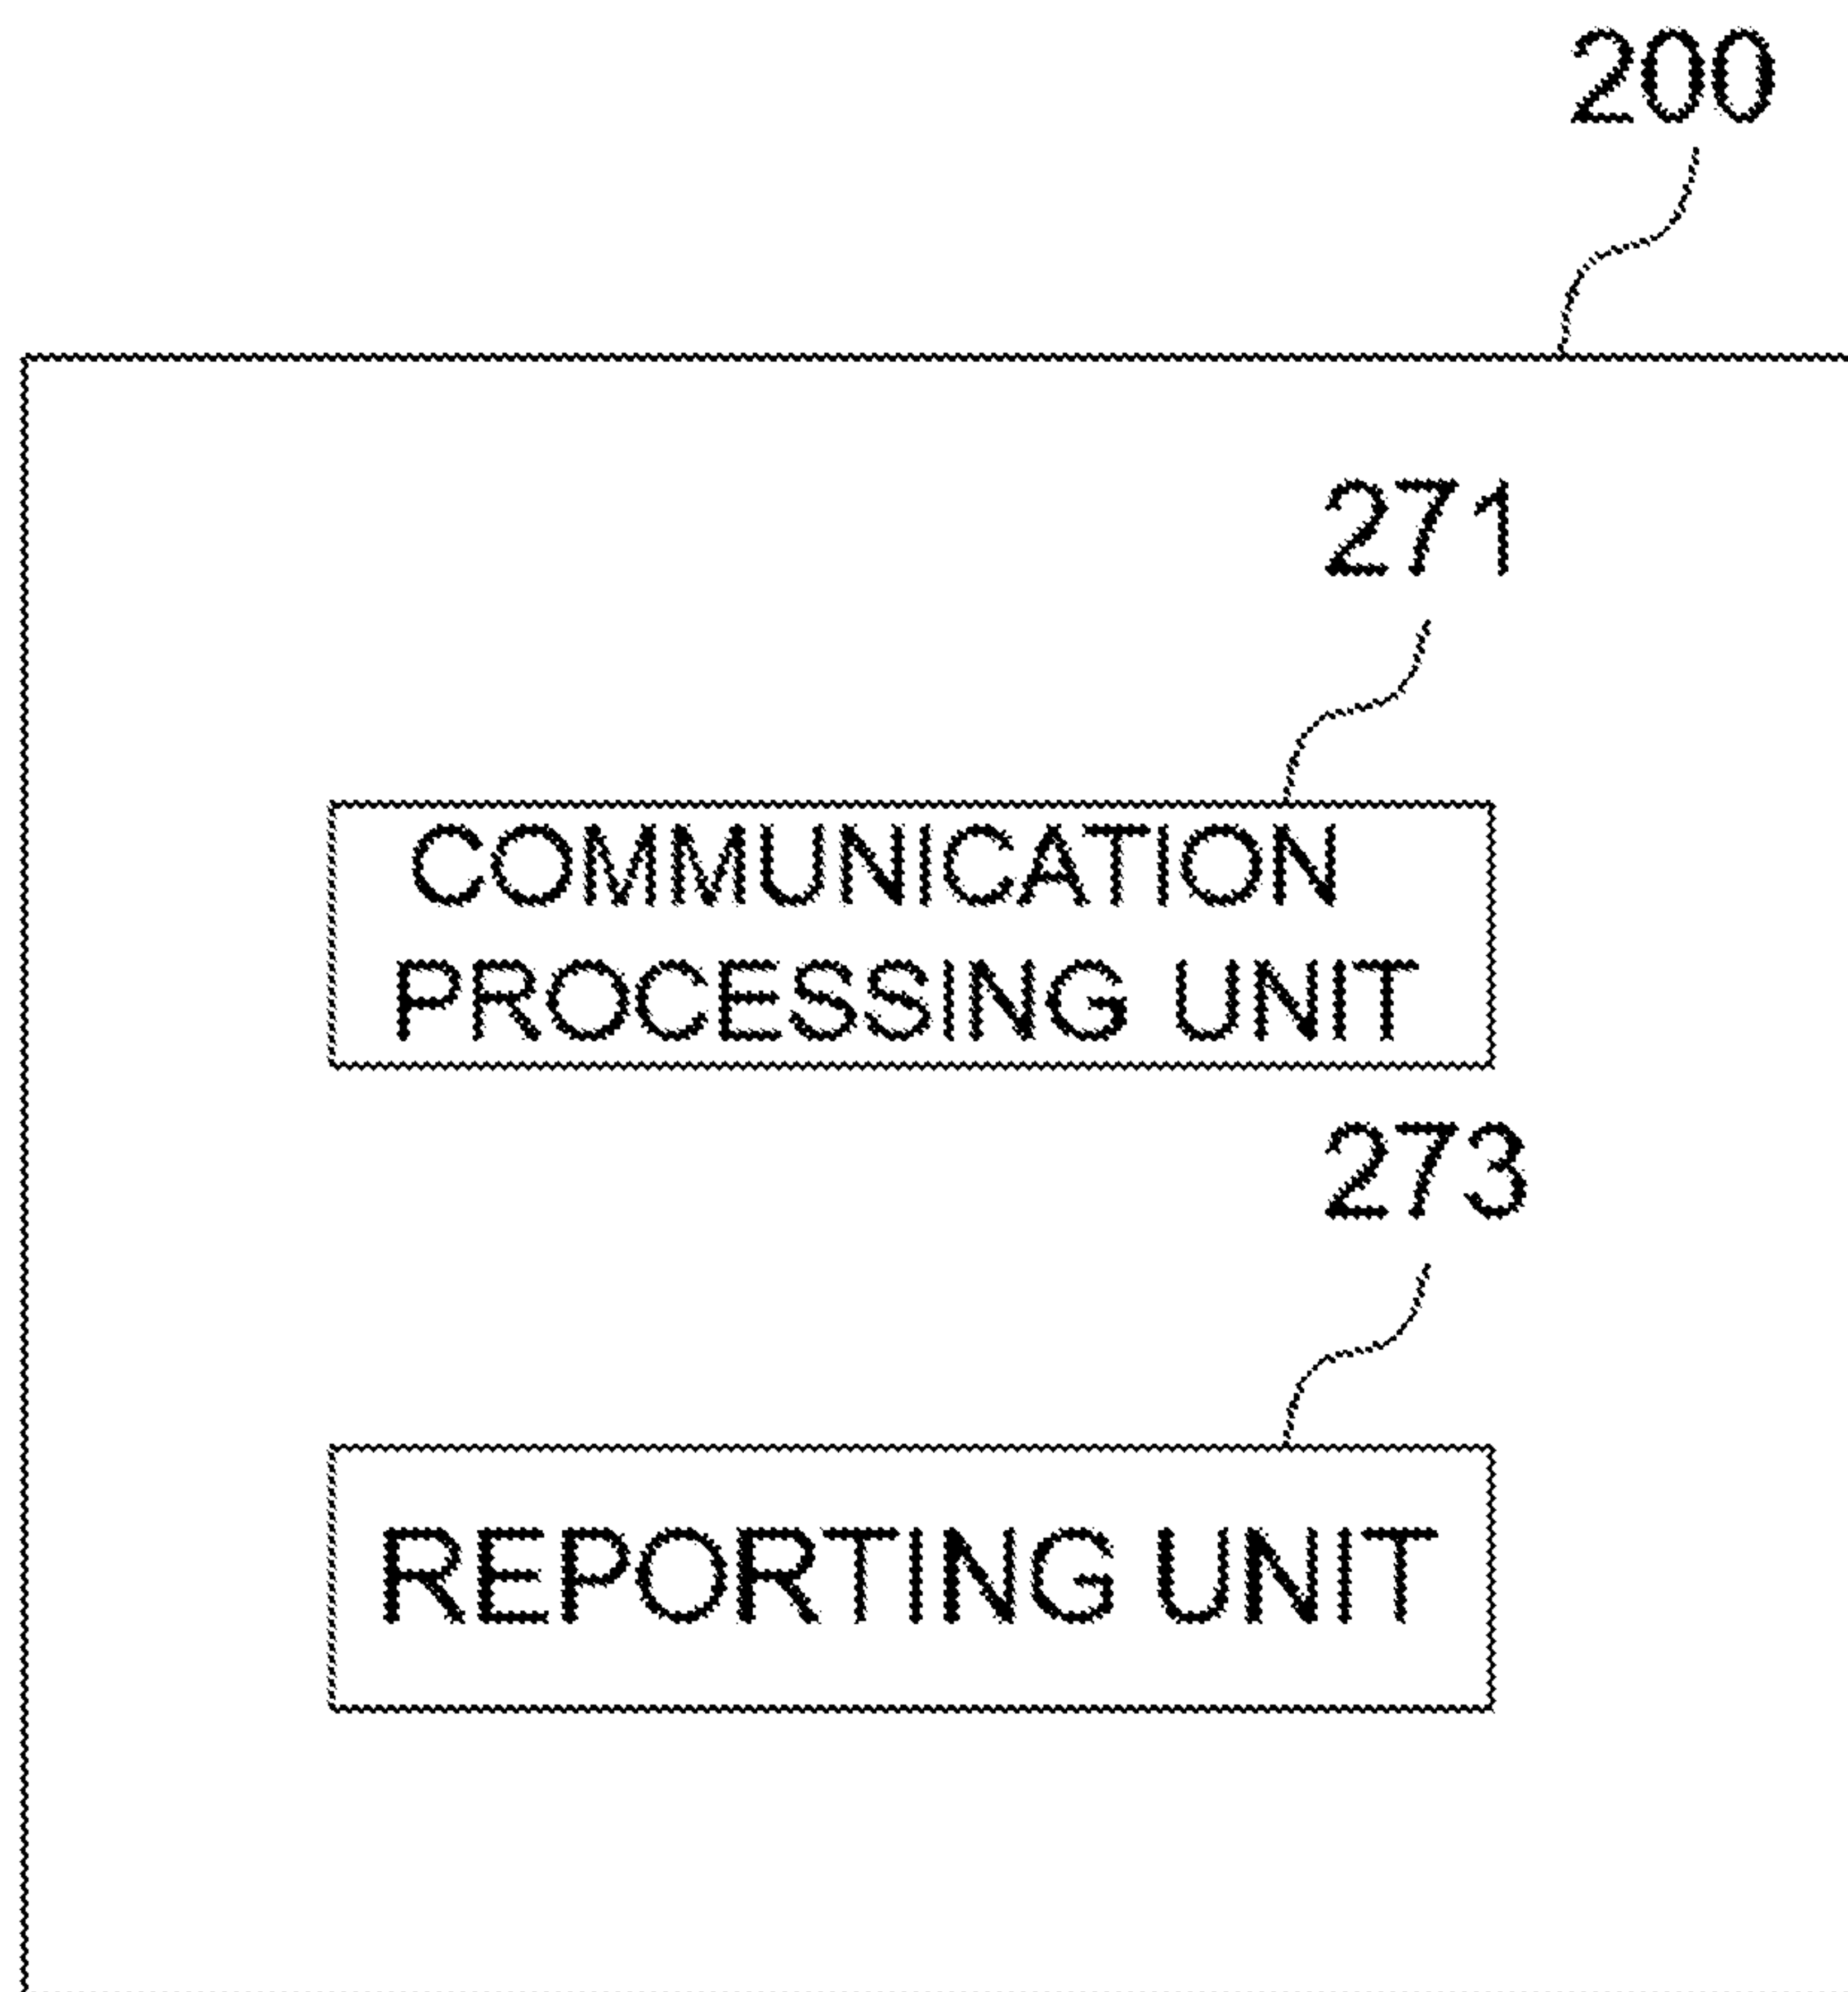 200
271
COMMUNICATION
PROCESSING UNIT
273
REPORTING UNIT